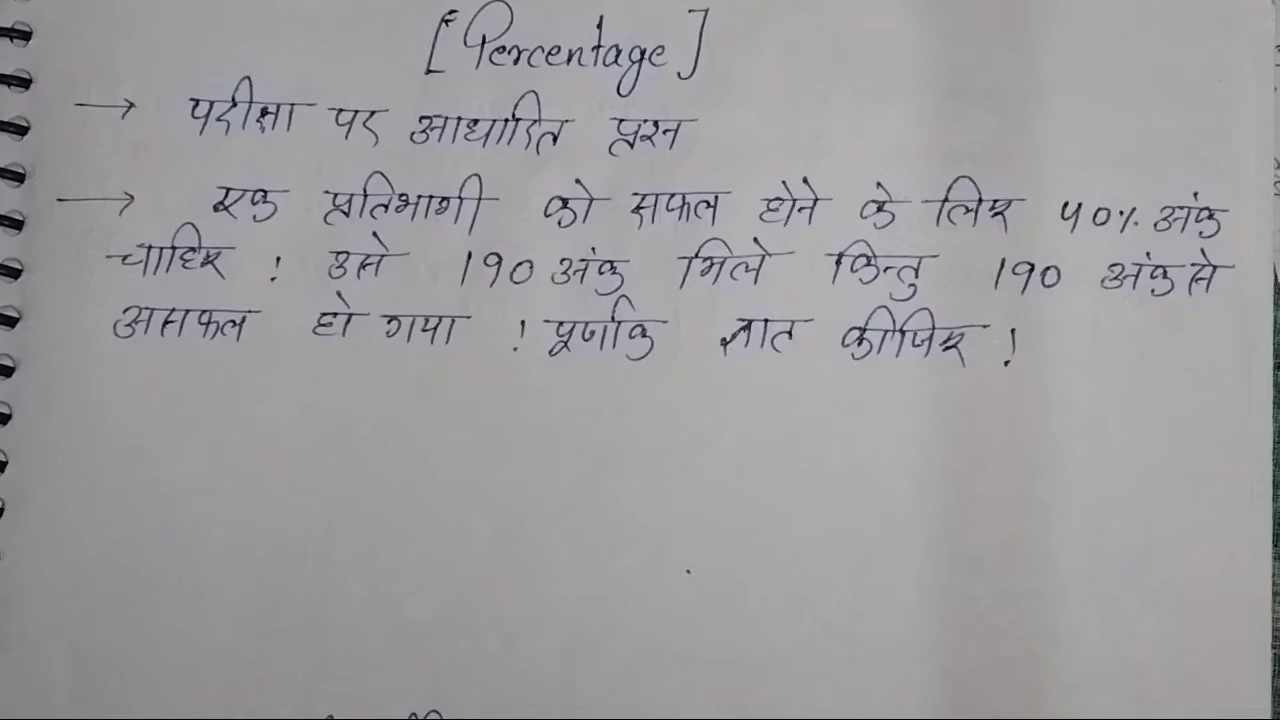 [Percentage]
→ परीक्षा पर आधारित प्रश्न
→ एक प्रतिभागी को सफल होने के लिए 40% अंक
चाहिए ! उसे 190 अंक मिले किन्तु 190 अंक से
असफल हो गया ! पूर्णांक ज्ञात कीजिए !